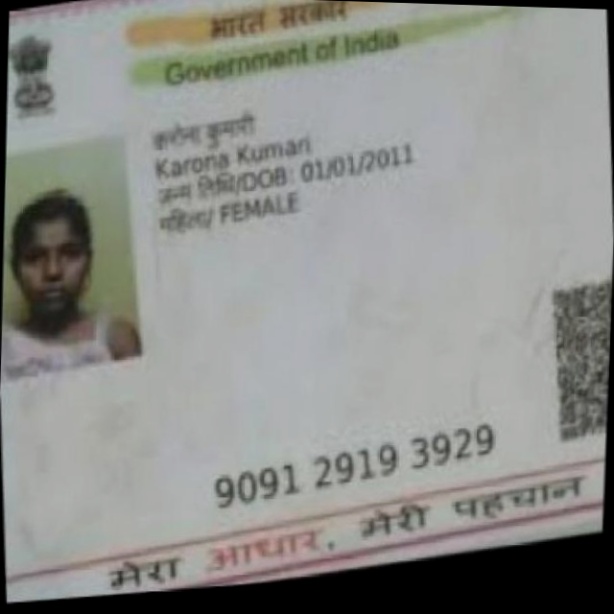 भारत सरकार
Government of India
करोना कुमारी
Karona Kumari
जन्म तिथि/DOB: 01/01/2011
महिला/ FEMALE
9091 2919 3929
मेरा आधार, मेरी पहचान